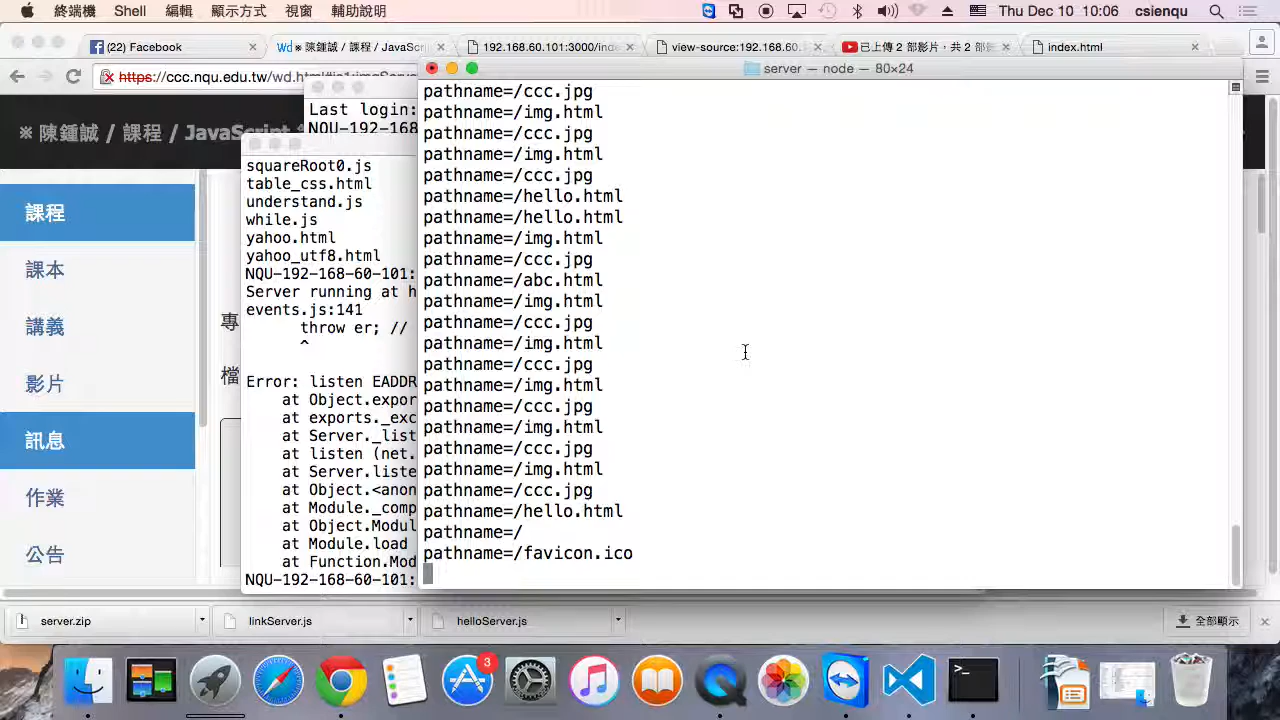 終端機 Shell 編輯 顯示方式 視窗 輔助說明
Thu Dec 10 10:06 csienqu
(22) Facebook
Wd ※ 陳鍾誠 / 課程 / JavaScri
192.168.60.101:3000/inde
view-source:192.168.60.
已上傳 2 部影片，共 2 部
index.html
https://ccc.nqu.edu.tw/wd.html#js1:imgServe
※ 陳鍾誠 / 課程 / JavaScript
課程
課本
講義
影片
訊息
作業
公告
專
檔
Last login:
NQU-192-168
squareRoot0.js
table_css.html
understand.js
while.js
yahoo.html
yahoo_utf8.html
NQU-192-168-60-101:
Server running at h
events.js:141
throw er; //
^
Error: listen EADDR
at Object.expor
at exports._exc
at Server._list
at listen (net.
at Server.liste
at Object.<anon
at Module._comp
at Object.Modul
at Module.load
at Function.Mod
NQU-192-168-60-101:
server — node — 80×24
pathname=/ccc.jpg
pathname=/img.html
pathname=/ccc.jpg
pathname=/img.html
pathname=/ccc.jpg
pathname=/hello.html
pathname=/hello.html
pathname=/img.html
pathname=/ccc.jpg
pathname=/abc.html
pathname=/img.html
pathname=/ccc.jpg
pathname=/img.html
pathname=/ccc.jpg
pathname=/img.html
pathname=/ccc.jpg
pathname=/img.html
pathname=/ccc.jpg
pathname=/img.html
pathname=/ccc.jpg
pathname=/hello.html
pathname=/
pathname=/favicon.ico
server.zip
linkServer.js
helloServer.js
全部顯示
3